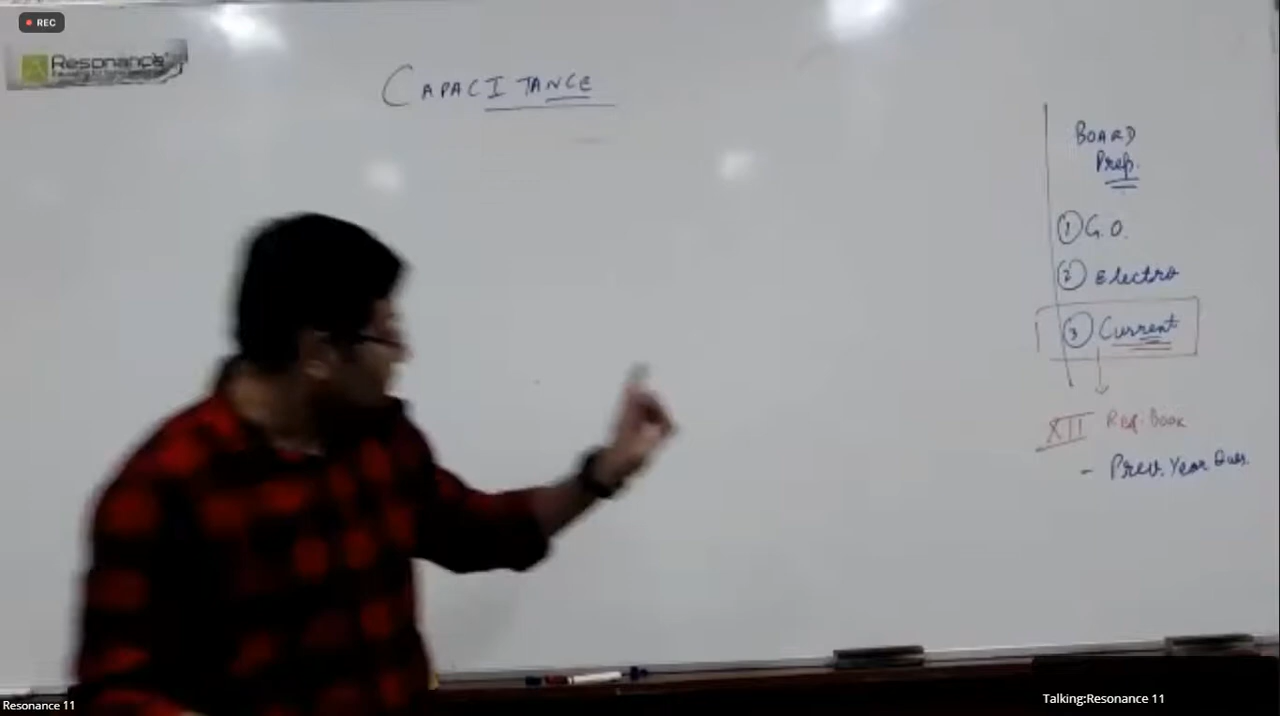 REC
Resonance
CAPACITANCE
BOARD
Prep.
① G.O.
② Electro
③ Current
XII Ref. Book
- Prev. Year Ques.
Resonance 11
Talking:Resonance 11